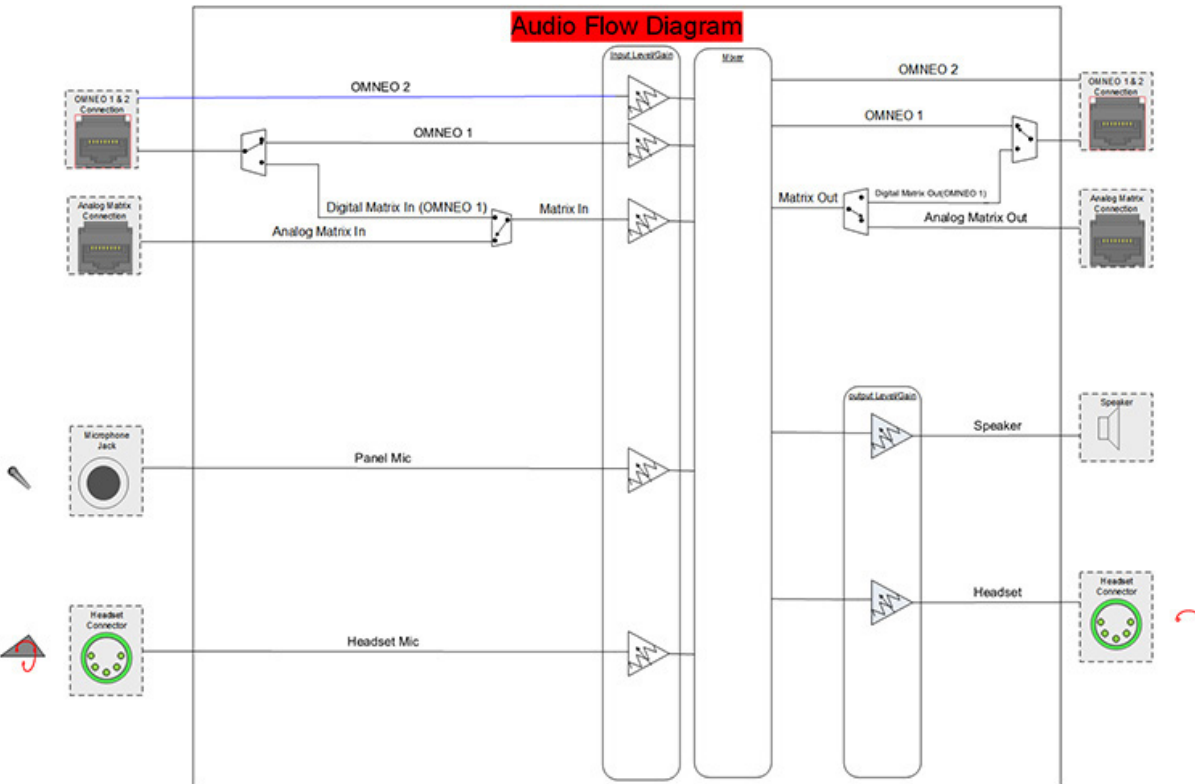 Audio Flow Diagram
Input Level/Gain
Mixer
OMNEO 2
OMNEO 2
OMNEO 1 & 2
Connection
OMNEO 1 & 2
Connection
OMNEO 1
OMNEO 1
Analog Matrix
Connection
Digital Matrix In (OMNEO 1)
Matrix In
Analog Matrix In
Matrix Out
Digital Matrix Out(OMNEO 1)
Analog Matrix Out
Analog Matrix
Connection
output Level/Gain
Speaker
Speaker
Microphone
Jack
Panel Mic
Headset
Connector
Headset Mic
Headset
Headset
Connector